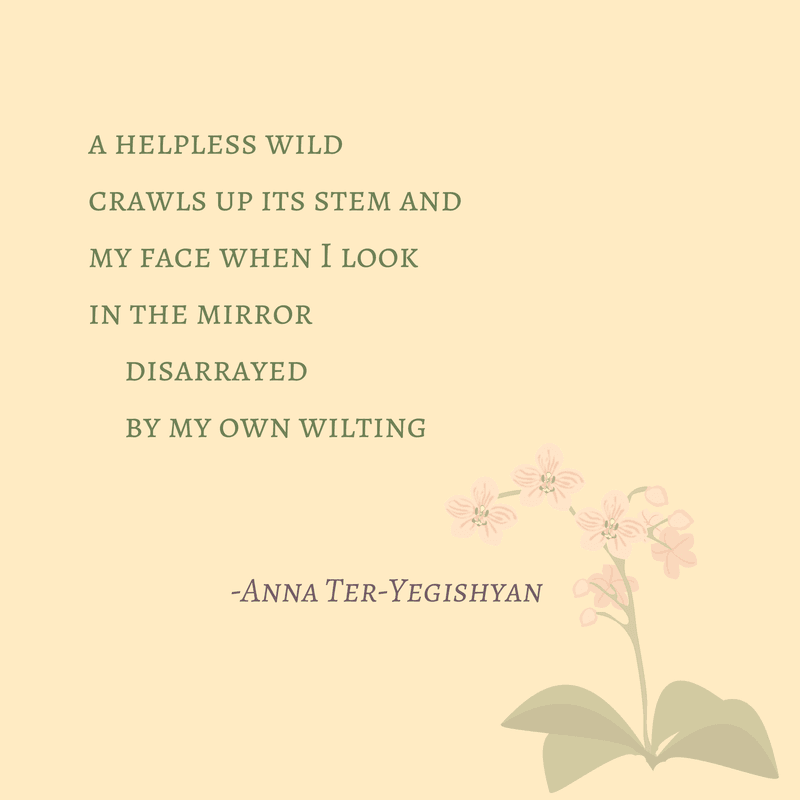 A HELPLESS WILD
CRAWLS UP ITS STEM AND
MY FACE WHEN I LOOK
IN THE MIRROR
DISARRAYED
BY MY OWN WILTING
-ANNA TER-YEGISHYAN